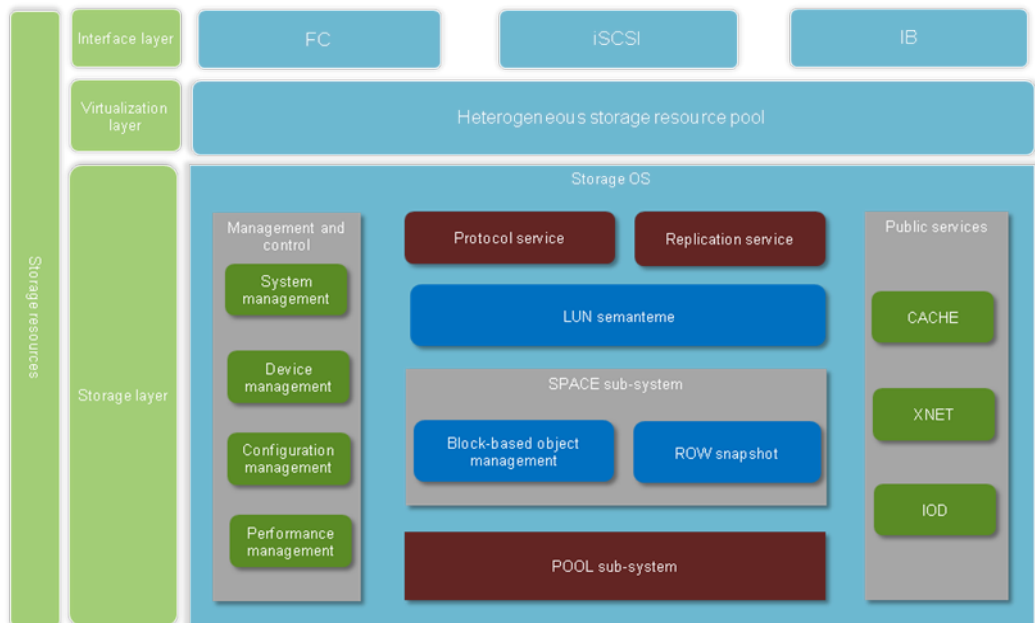 Storage resources
Interface layer
FC
iSCSI
IB
Virtualization
layer
Heterogeneous storage resource pool
Storage layer
Storage OS
Management and
control
System
management
Device
management
Configuration
management
Performance
management
Protocol service
Replication service
LUN semanteme
SPACE sub-system
Block-based object
management
ROW snapshot
POOL sub-system
Public services
CACHE
XNET
IOD